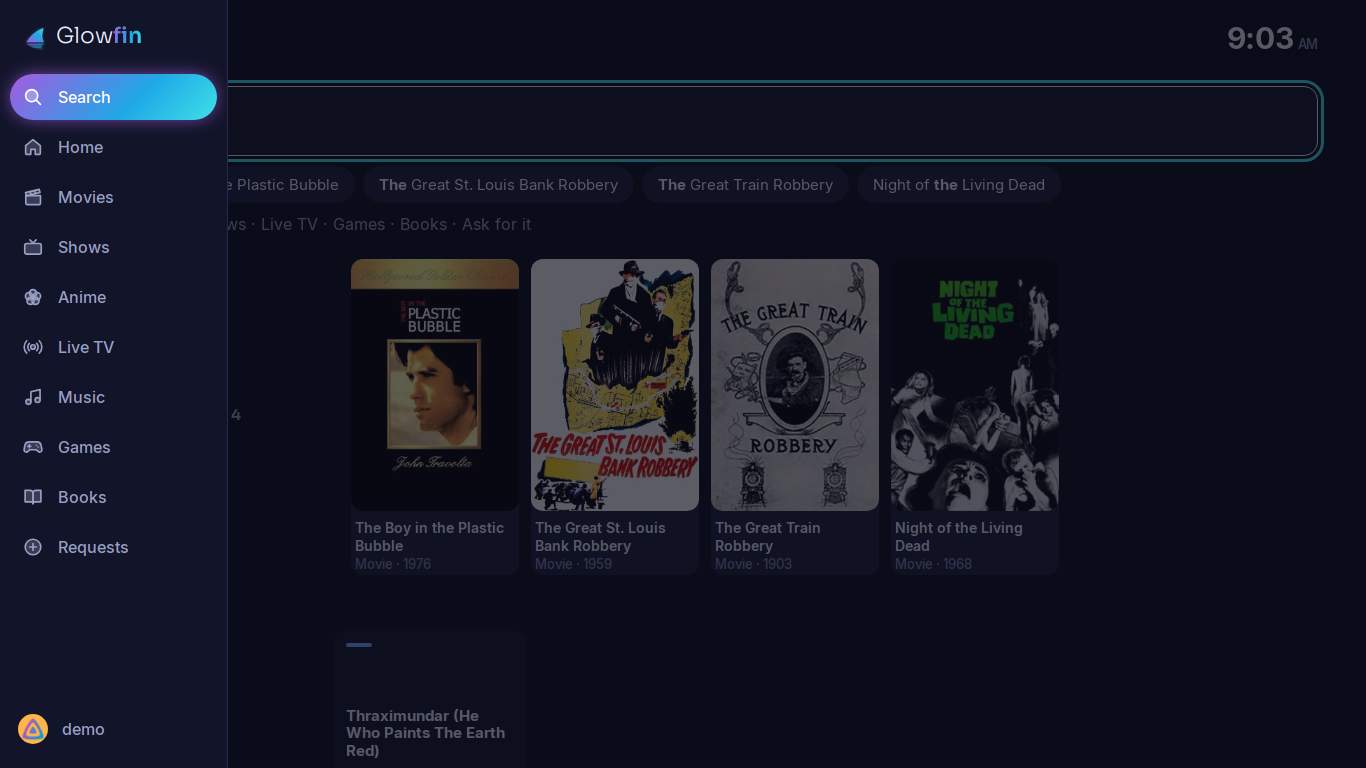 Glowfin
9:03 AM
Search
Home
Movies
Shows
Anime
Live TV
Music
Games
Books
Requests
demo
e Plastic Bubble
The Great St. Louis Bank Robbery
The Great Train Robbery
Night of the Living Dead
ws · Live TV · Games · Books · Ask for it
4
IN THE
PLASTIC
BUBBLE
John Travolta
THE GREAT ST. LOUIS
BANK ROBBERY
THE GREAT TRAIN
ROBBERY
NIGHT
OF THE
LIVING
DEAD
The Boy in the Plastic
Bubble
Movie · 1976
The Great St. Louis
Bank Robbery
Movie · 1959
The Great Train
Robbery
Movie · 1903
Night of the Living
Dead
Movie · 1968
Thraximundar (He
Who Paints The Earth
Red)